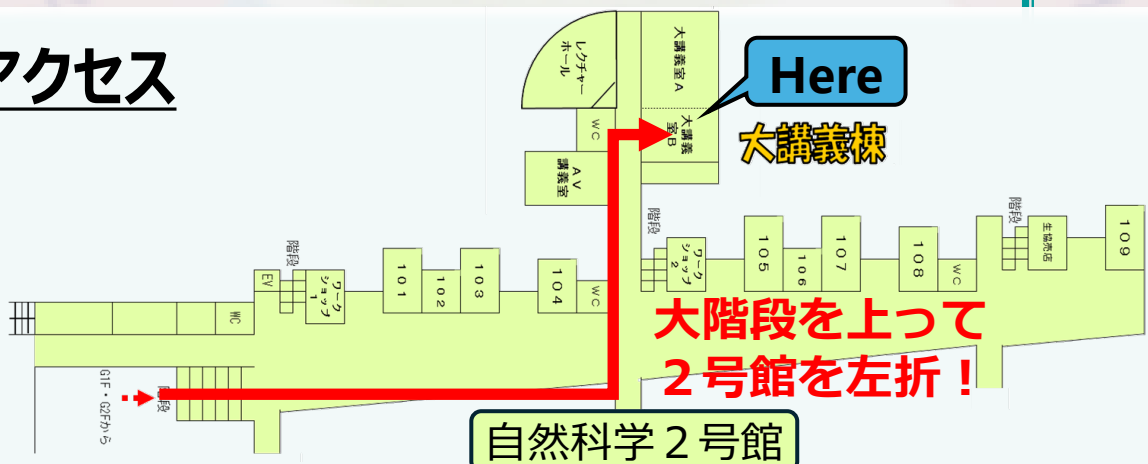 アクセス
レクチャーホール
大講義室A
Here
大講義室B
大講義棟
WC
AV講義室
階段
階段
階段
生協売店
109
EV
ワークショップ1
101
102
103
104
WC
ワークショップ2
105
106
107
108
WC
WC
大階段を上って
２号館を左折！
G1F・G2Fから
階段
自然科学２号館